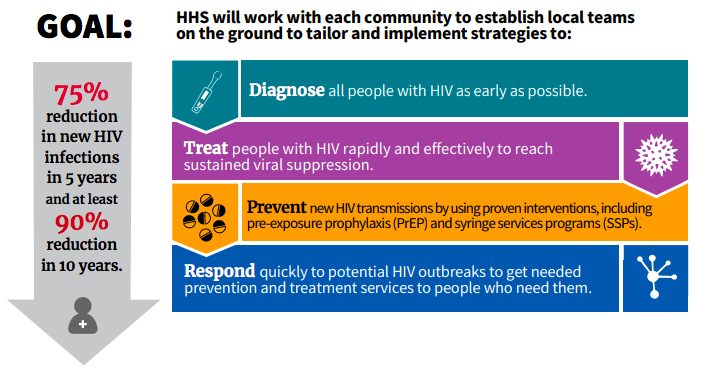 GOAL:
HHS will work with each community to establish local teams
on the ground to tailor and implement strategies to:
75%
reduction
in new HIV
infections
in 5 years
and at least
90%
reduction
in 10 years.
Diagnose all people with HIV as early as possible.
Treat people with HIV rapidly and effectively to reach
sustained viral suppression.
Prevent new HIV transmissions by using proven interventions, including
pre-exposure prophylaxis (PrEP) and syringe services programs (SSPs).
Respond quickly to potential HIV outbreaks to get needed
prevention and treatment services to people who need them.